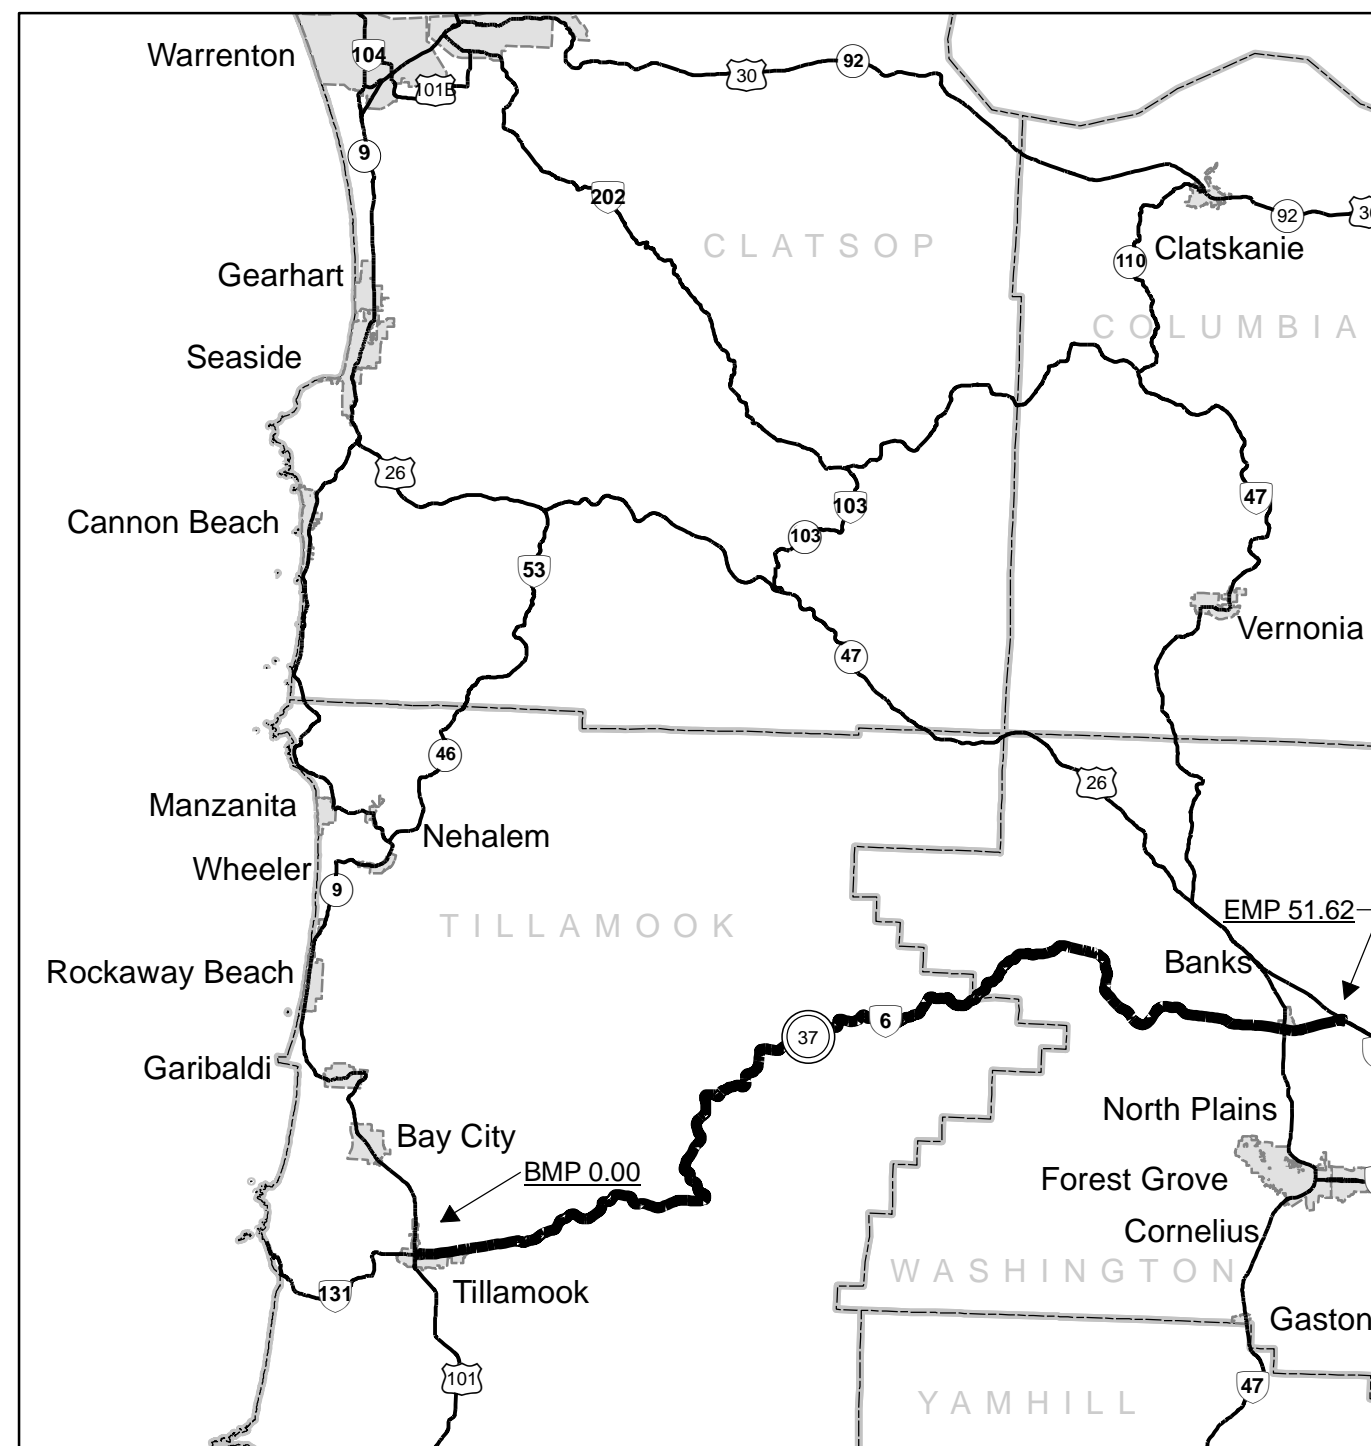 Warrenton
104
101B
30
92
9
202
CLATSOP
92
30
Clatskanie
110
Gearhart
COLUMBIA
Seaside
26
47
103
Cannon Beach
103
53
Vernonia
47
46
26
Manzanita
Nehalem
Wheeler
9
EMP 51.62
TILLAMOOK
Banks
Rockaway Beach
6
37
Garibaldi
North Plains
Bay City
BMP 0.00
Forest Grove
Cornelius
WASHINGTON
131
Tillamook
Gaston
101
47
YAMHILL